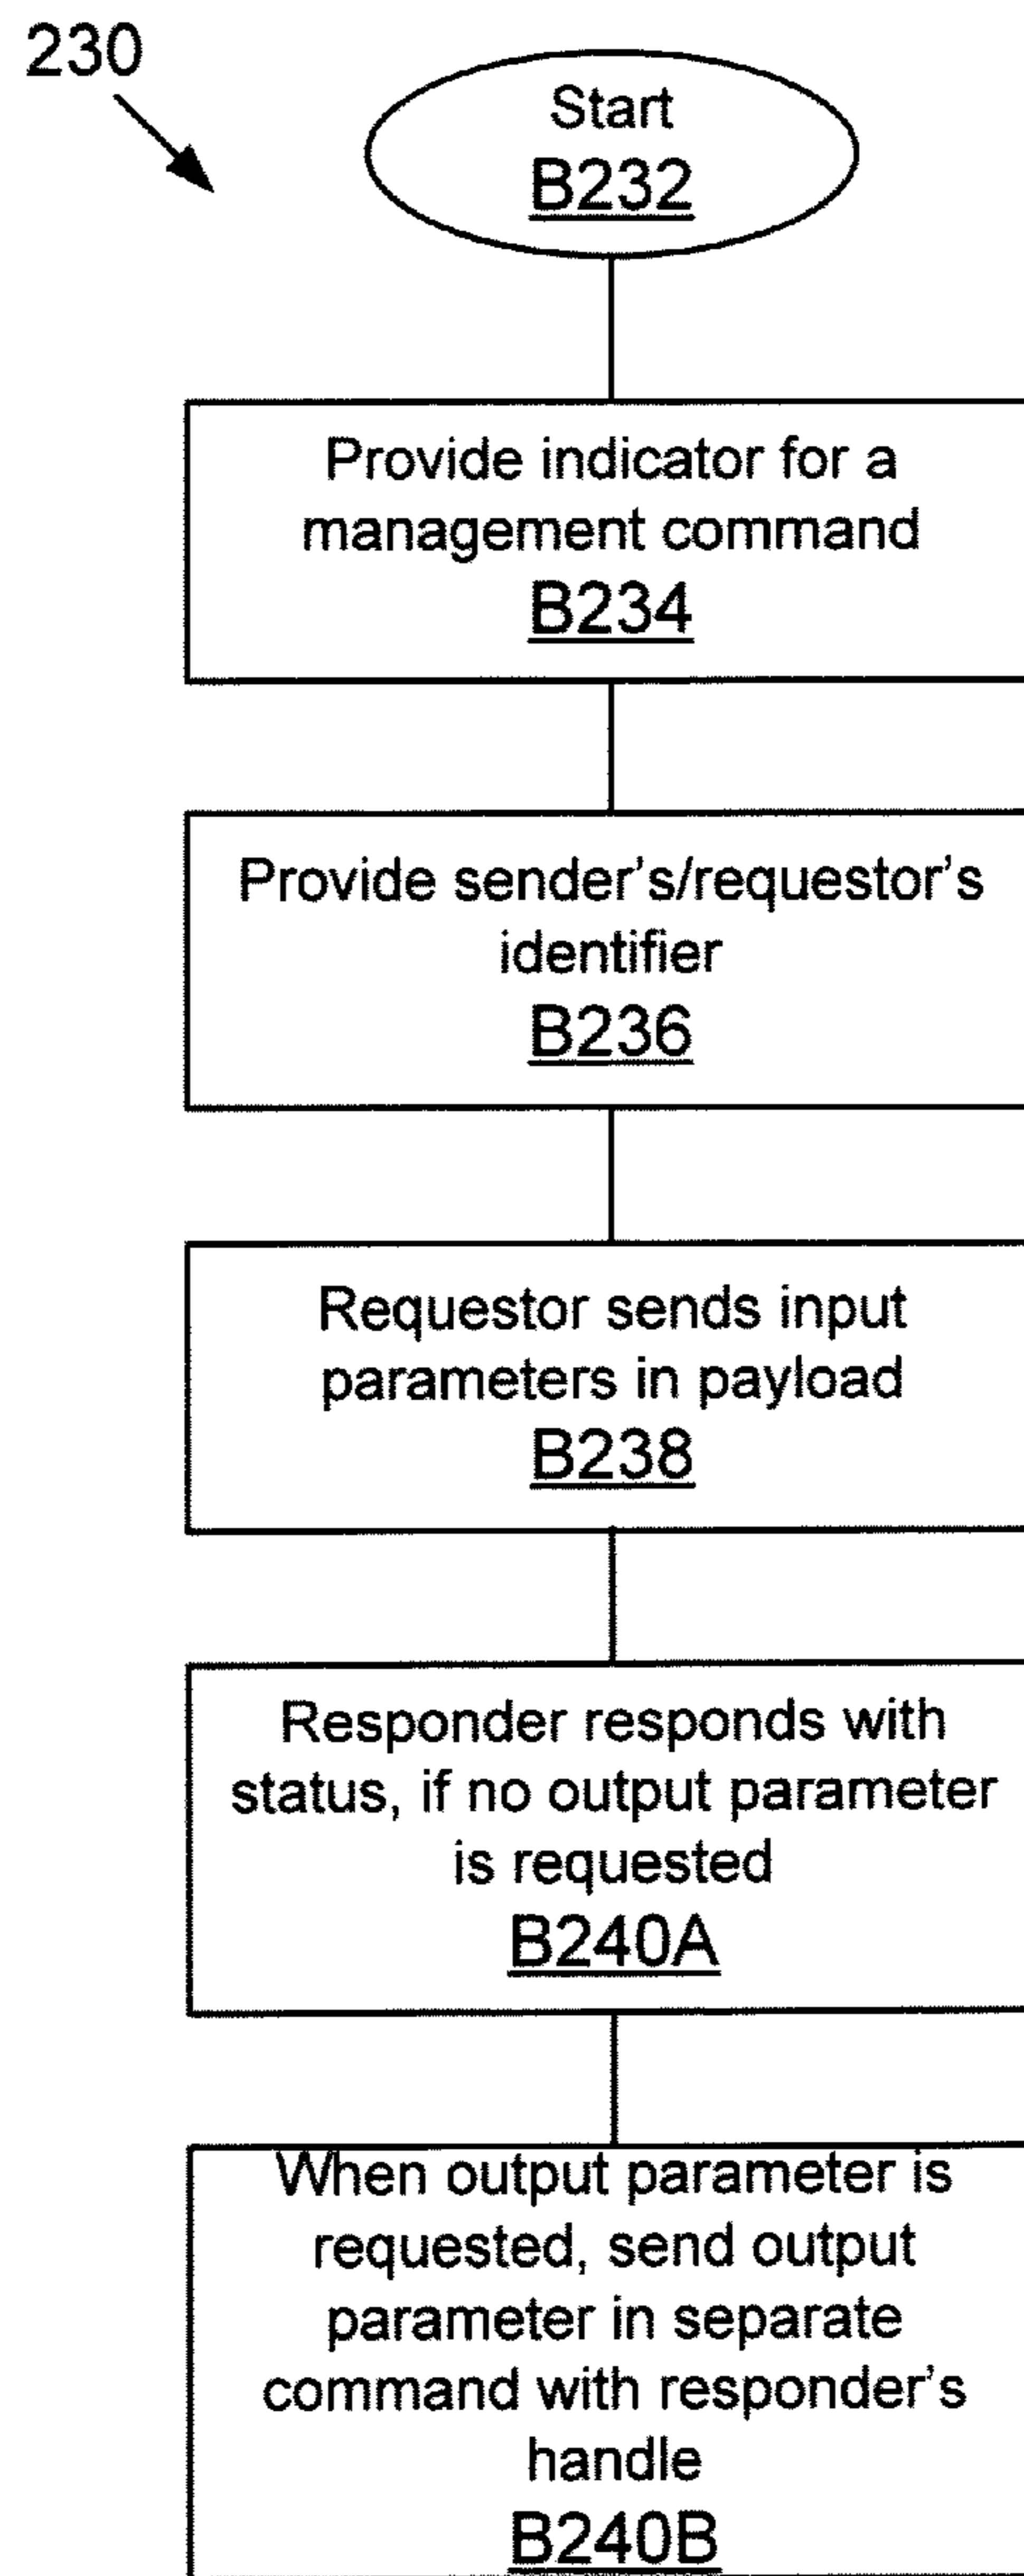 230
Start
B232
Provide indicator for a
management command
B234
Provide sender's/requestor's
identifier
B236
Requestor sends input
parameters in payload
B238
Responder responds with
status, if no output parameter
is requested
B240A
When output parameter is
requested, send output
parameter in separate
command with responder's
handle
B240B